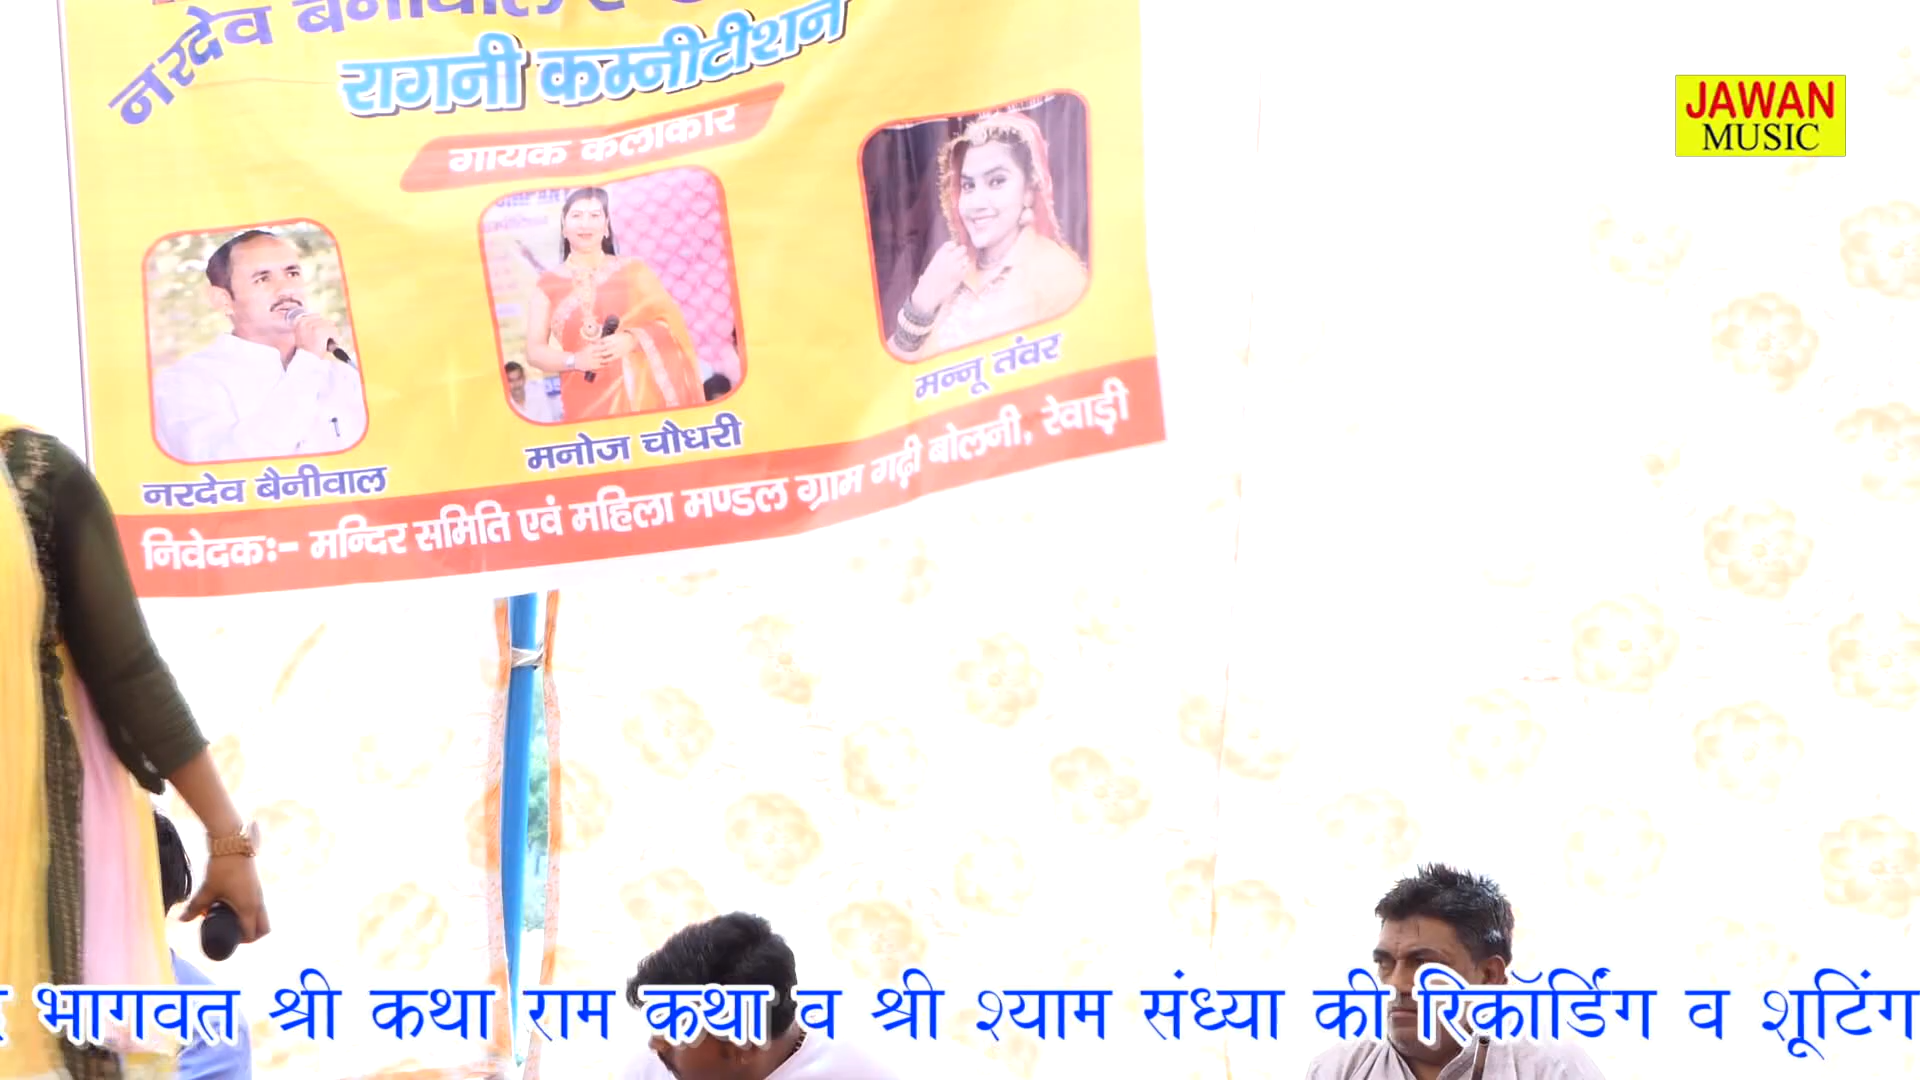 नरदेव बैनीवाल
रागनी कम्नीटीशन
गायक कलाकार
JAWAN
MUSIC
नरदेव बैनीवाल
मनोज चौधरी
मन्नू तंवर
निवेदक:- मन्दिर समिति एवं महिला मण्डल ग्राम गढ़ी बोलनी, रेवाड़ी
भागवत श्री कथा राम कथा व श्री श्याम संध्या की रिकॉर्डिंग व शूटिंग